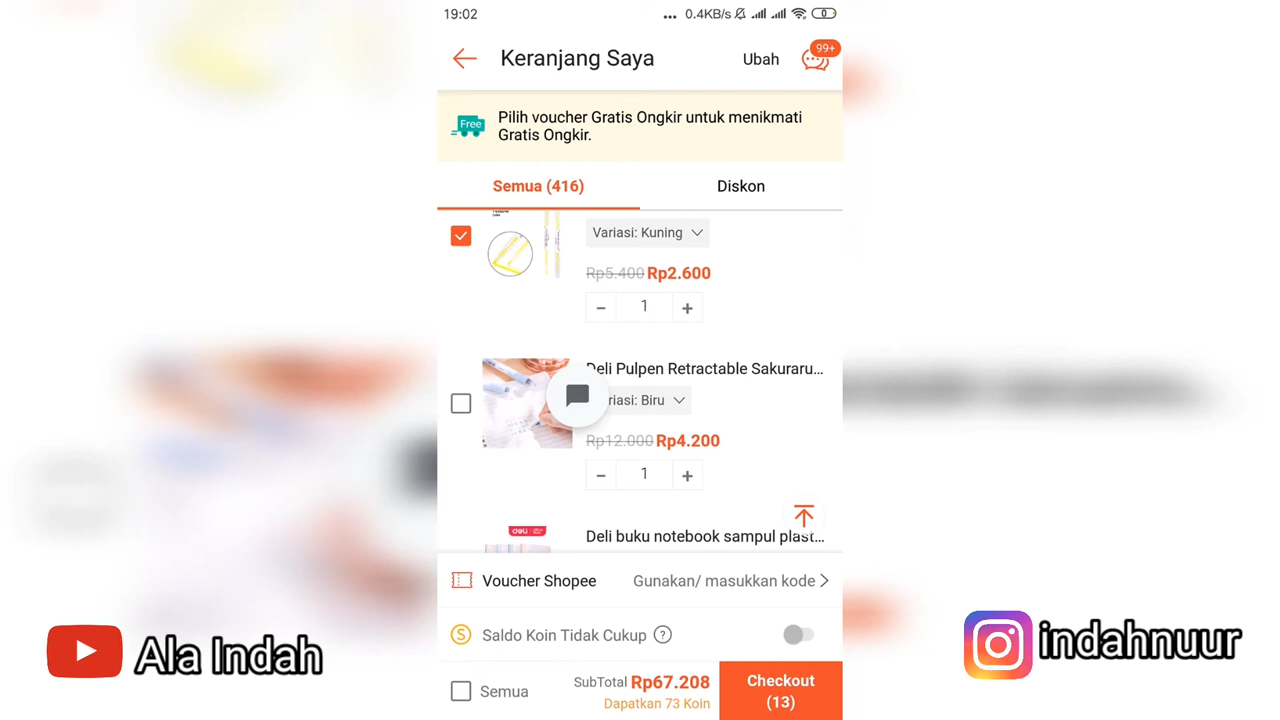 19:02
... 0.4KB/s 0
Keranjang Saya
Ubah
99+
Free
Pilih voucher Gratis Ongkir untuk menikmati
Gratis Ongkir.
Semua (416)
Diskon
Variasi: Kuning
Rp5.400 Rp2.600
− 1 +
Deli Pulpen Retractable Sakuraru...
riasi: Biru
Rp12.000 Rp4.200
− 1 +
deli
Deli buku notebook sampul plast...
Voucher Shopee
Gunakan/ masukkan kode
S
Saldo Koin Tidak Cukup ?
Semua
SubTotal Rp67.208
Dapatkan 73 Koin
Checkout
(13)
Ala Indah
indahnuur